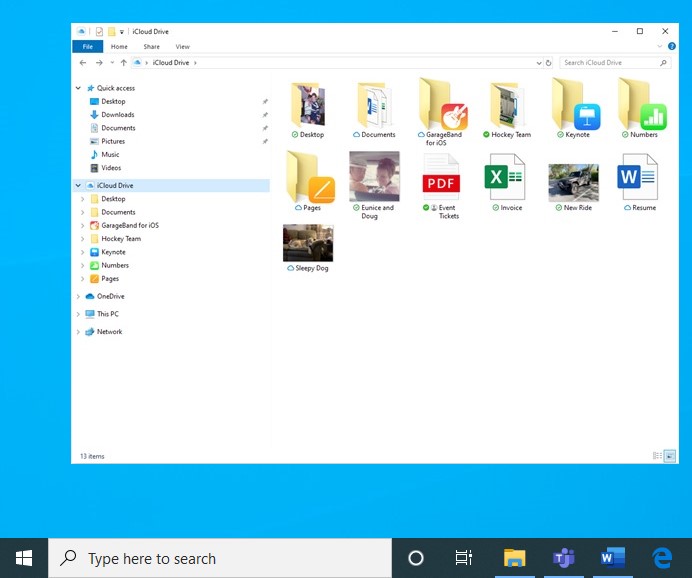 iCloud Drive
File Home Share View
iCloud Drive
Search iCloud Drive
Quick access
Desktop
Downloads
Documents
Pictures
Music
Videos
iCloud Drive
Desktop
Documents
GarageBand for iOS
Hockey Team
Keynote
Numbers
Pages
OneDrive
This PC
Network
Desktop
Documents
GarageBand
for iOS
Hockey Team
Keynote
Numbers
Pages
Eunice and
Doug
PDF
Event
Tickets
X
Invoice
New Ride
W
Resume
Sleepy Dog
13 items
Type here to search
T
W